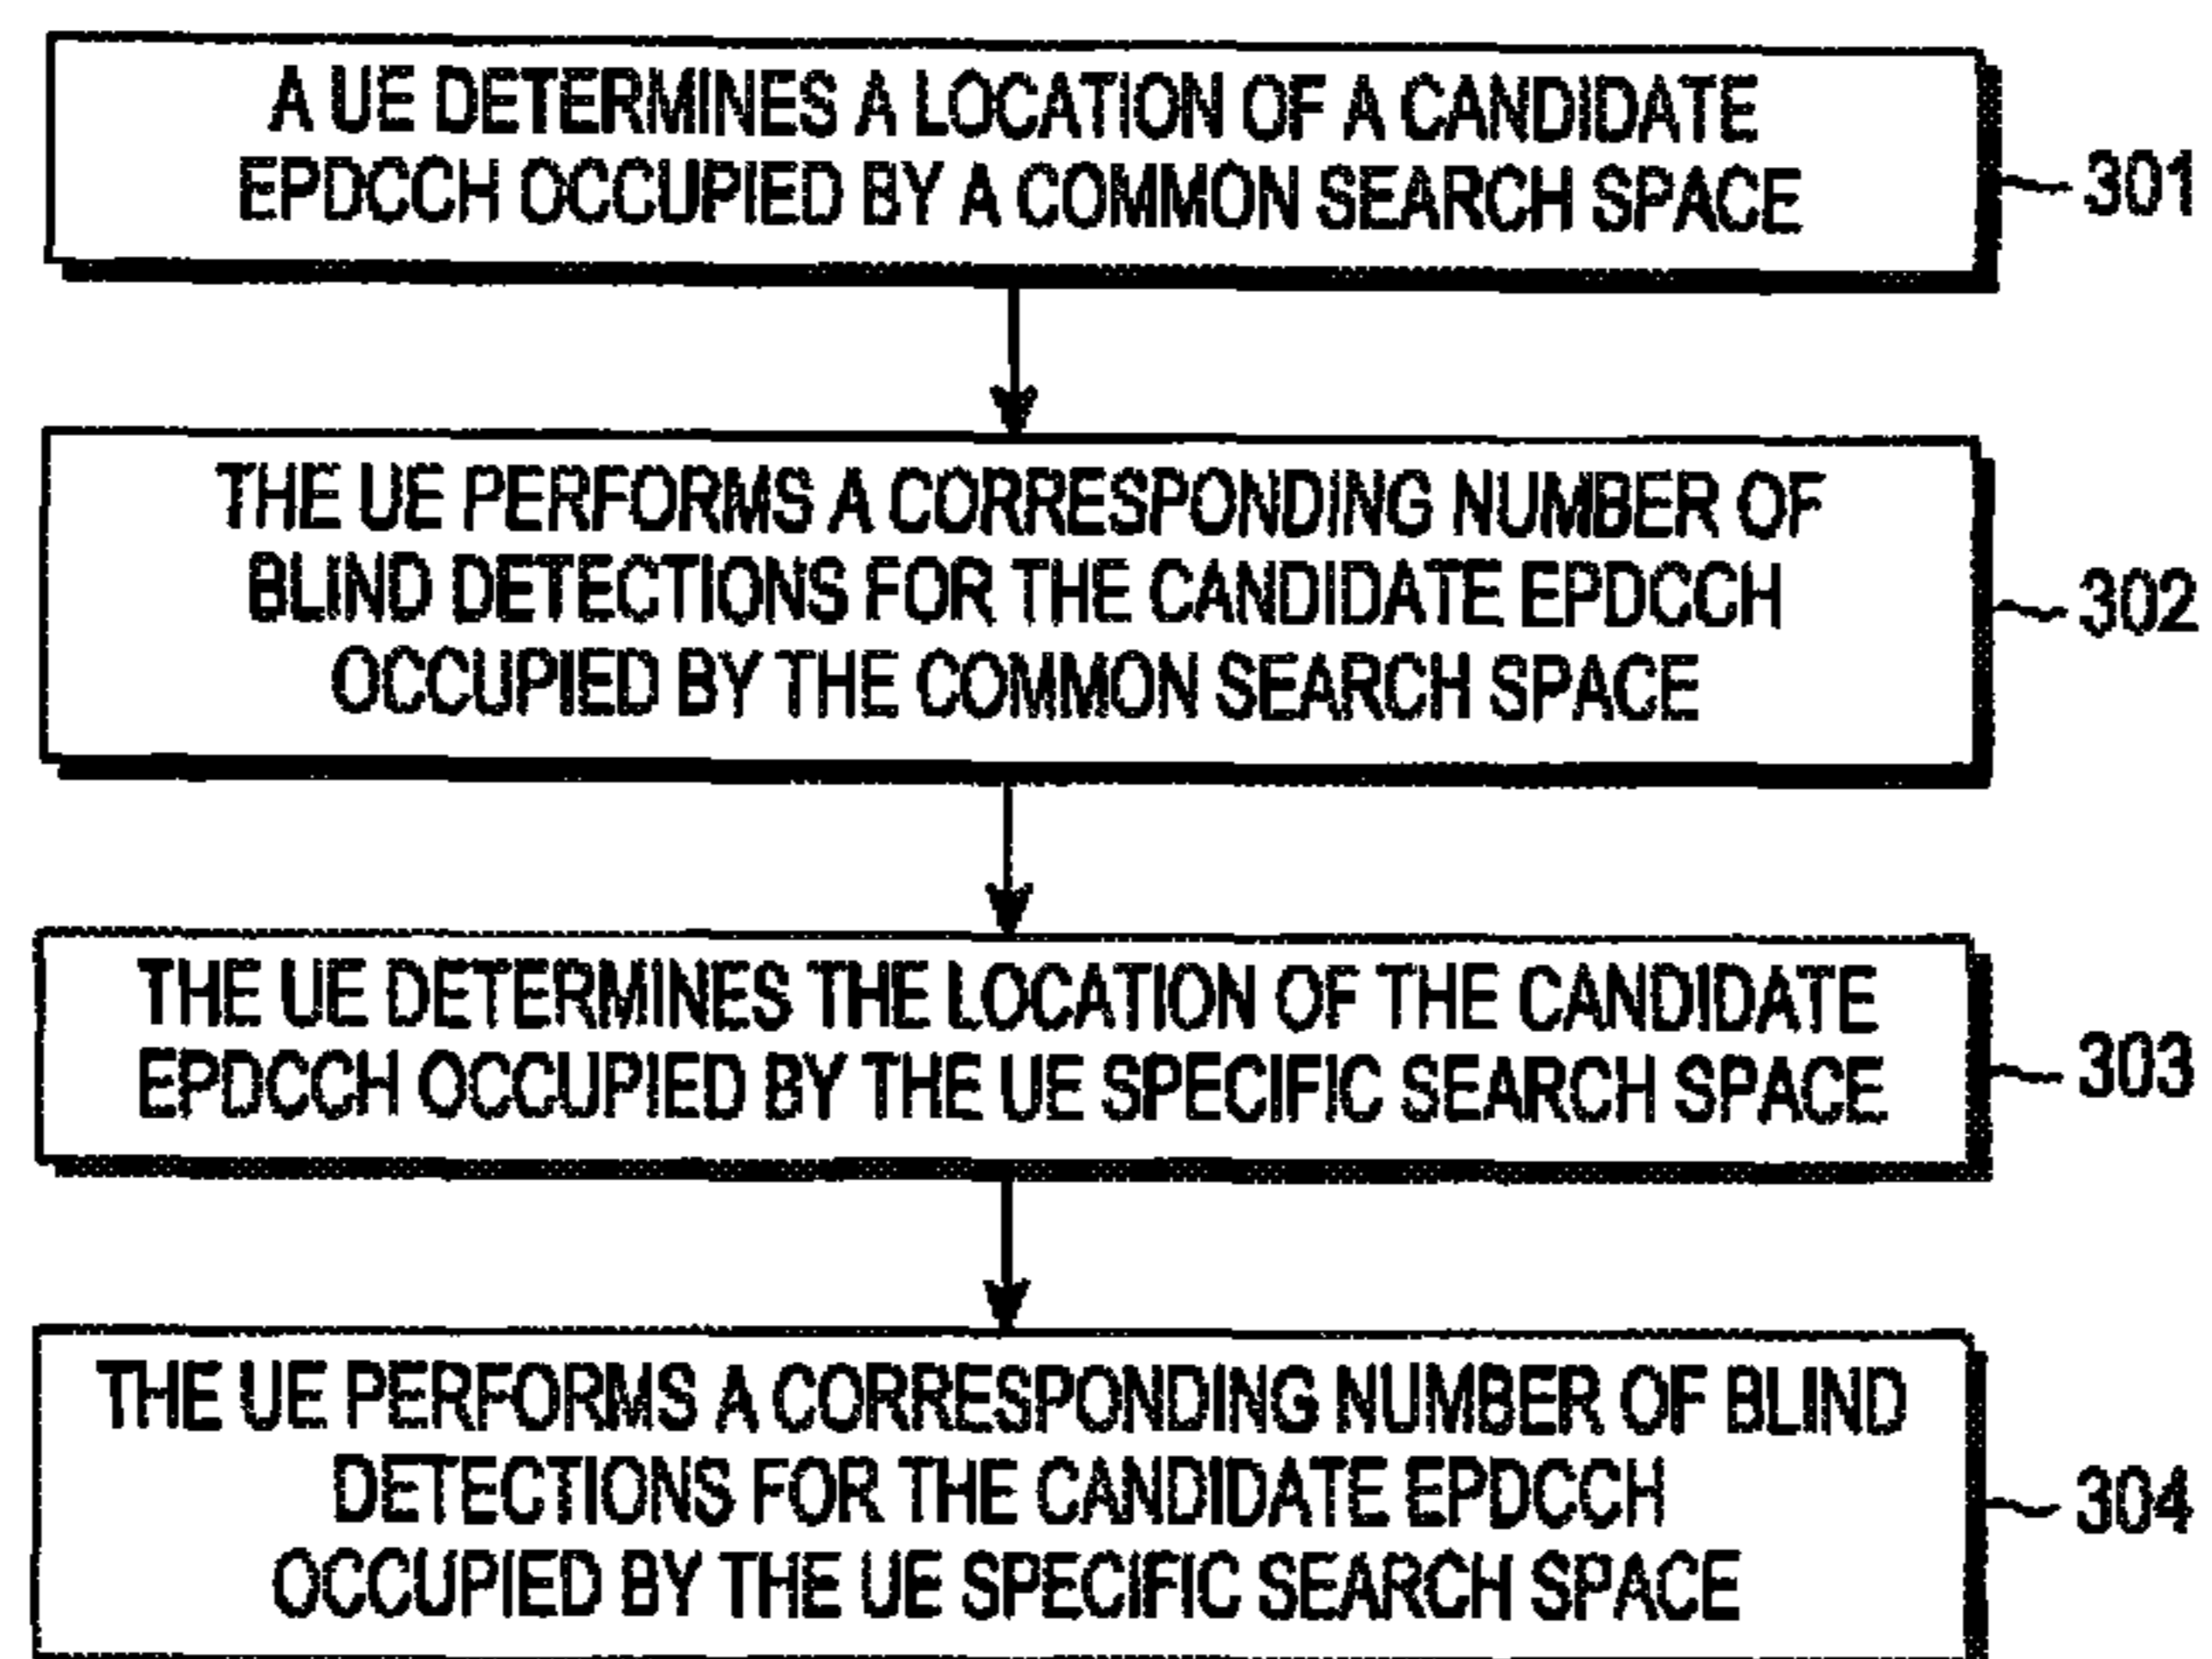 A UE DETERMINES A LOCATION OF A CANDIDATE
EPDCCH OCCUPIED BY A COMMON SEARCH SPACE
301
THE UE PERFORMS A CORRESPONDING NUMBER OF
BLIND DETECTIONS FOR THE CANDIDATE EPDCCH
OCCUPIED BY THE COMMON SEARCH SPACE
302
THE UE DETERMINES THE LOCATION OF THE CANDIDATE
EPDCCH OCCUPIED BY THE UE SPECIFIC SEARCH SPACE
303
THE UE PERFORMS A CORRESPONDING NUMBER OF BLIND
DETECTIONS FOR THE CANDIDATE EPDCCH
OCCUPIED BY THE UE SPECIFIC SEARCH SPACE
304